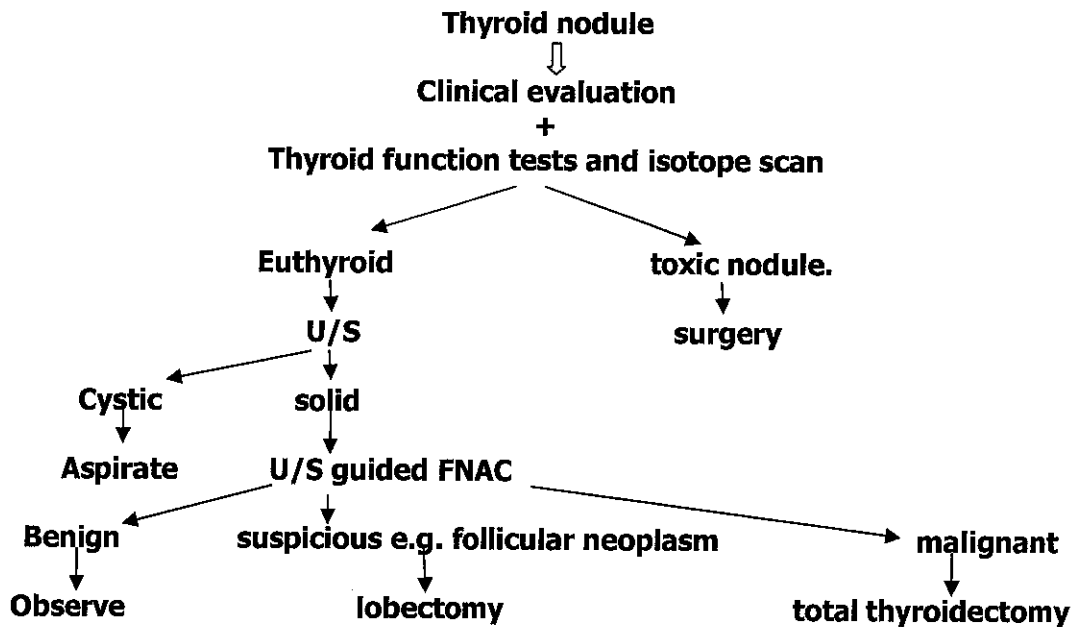 Thyroid nodule
Clinical evaluation
+
Thyroid function tests and isotope scan
Euthyroid toxic nodule.
U/S surgery
Cystic solid
Aspirate U/S guided FNAC
Benign suspicious e.g. follicular neoplasm malignant
Observe lobectomy total thyroidectomy